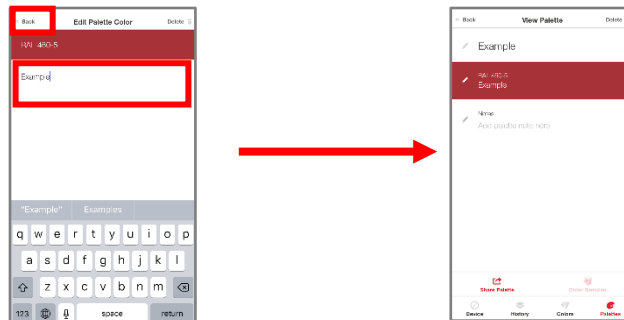 Back Edit Palette Color Delete
RAL 460-5
Example
"Example" Examples
q w e r t y u i o p
a s d f g h j k l
z x c v b n m
123 space return
Back View Palette Delete
Example
RAL 460-5
Example
Notes
Add palette note here
Share Palette Order Samples
Device History Colors Palettes